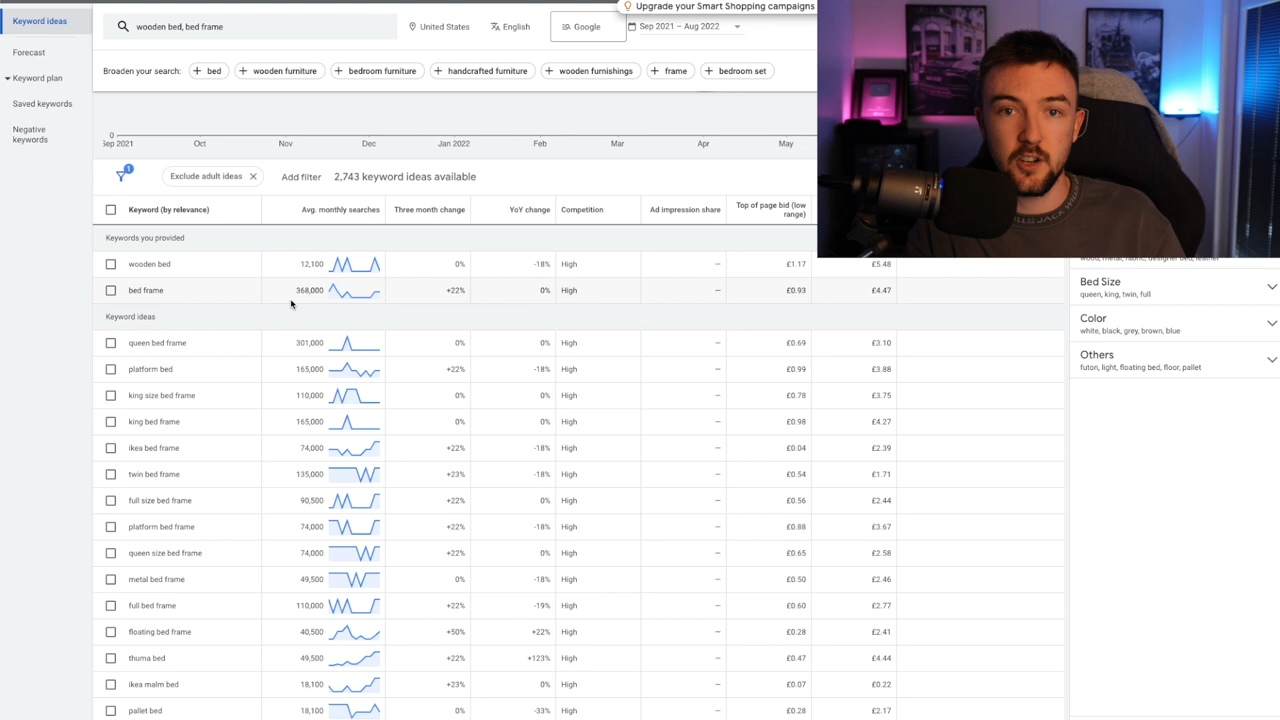 Keyword ideas
Forecast
Keyword plan
Saved keywords
Negative
keywords
Upgrade your Smart Shopping campaigns
wooden bed, bed frame
United States
English
Google
Sep 2021 – Aug 2022
Broaden your search:
bed
wooden furniture
bedroom furniture
handcrafted furniture
wooden furnishings
frame
bedroom set
0
Sep 2021 Oct Nov Dec Jan 2022 Feb Mar Apr May
1
Exclude adult ideas
Add filter
2,743 keyword ideas available
Keyword (by relevance) Avg. monthly searches Three month change YoY change Competition Ad impression share Top of page bid (low
range)
Keywords you provided
wooden bed 12,100 0% -18% High – £1.17 £5.48
bed frame 368,000 +22% 0% High – £0.93 £4.47
Keyword ideas
queen bed frame 301,000 0% 0% High – £0.69 £3.10
platform bed 165,000 +22% -18% High – £0.99 £3.88
king size bed frame 110,000 0% 0% High – £0.78 £3.75
king bed frame 165,000 0% 0% High – £0.98 £4.27
ikea bed frame 74,000 +22% -18% High – £0.04 £2.39
twin bed frame 135,000 +23% -18% High – £0.54 £1.71
full size bed frame 90,500 +22% 0% High – £0.56 £2.44
platform bed frame 74,000 +22% -18% High – £0.88 £3.67
queen size bed frame 74,000 +22% 0% High – £0.65 £2.58
metal bed frame 49,500 0% -18% High – £0.50 £2.46
full bed frame 110,000 +22% -19% High – £0.60 £2.77
floating bed frame 40,500 +50% +22% High – £0.28 £2.41
thuma bed 49,500 +22% +123% High – £0.47 £4.44
ikea malm bed 18,100 +23% 0% High – £0.07 £0.22
pallet bed 18,100 0% -33% High – £0.28 £2.17
wood, metal, fabric, designer bed, leather
Bed Size
queen, king, twin, full
Color
white, black, grey, brown, blue
Others
futon, light, floating bed, floor, pallet